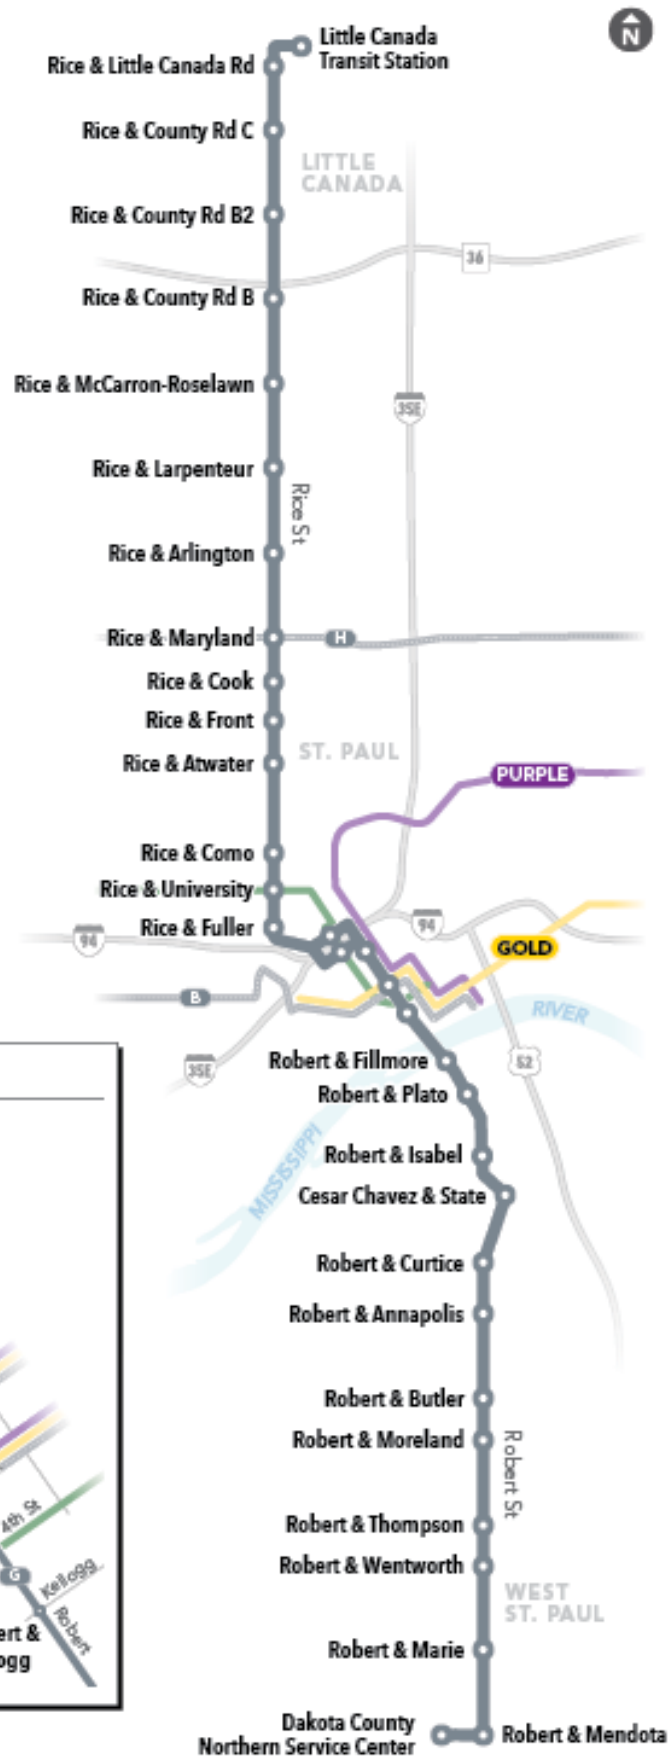 N
Little Canada
Transit Station
Rice & Little Canada Rd
Rice & County Rd C
LITTLE
CANADA
Rice & County Rd B2
36
Rice & County Rd B
Rice & McCarron-Roselawn
35E
Rice & Larpenteur
Rice St
Rice & Arlington
Rice & Maryland
H
Rice & Cook
Rice & Front
ST. PAUL
Rice & Atwater
PURPLE
Rice & Como
Rice & University
Rice & Fuller
94
94
GOLD
B
RIVER
35E
52
Robert & Fillmore
Robert & Plato
MISSISSIPPI
Robert & Isabel
Cesar Chavez & State
Robert & Curtice
Robert & Annapolis
Robert & Butler
Robert & Moreland
Robert St
Robert & Thompson
Robert & Wentworth
WEST
ST. PAUL
Robert & Marie
Dakota County
Northern Service Center
Robert & Mendota
4th St
G
Kellogg
Robert
ert &
ogg